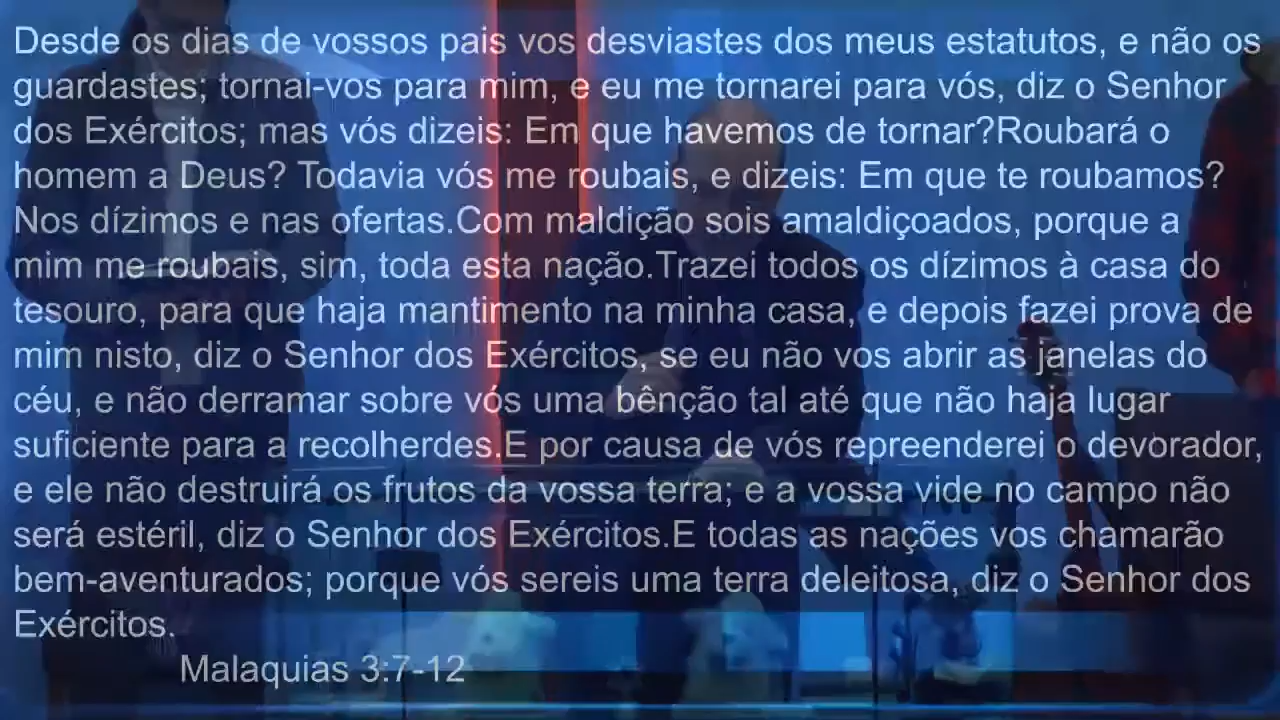 Desde os dias de vossos pais vos desviastes dos meus estatutos, e não os
guardastes; tornai-vos para mim, e eu me tornarei para vós, diz o Senhor
dos Exércitos; mas vós dizeis: Em que havemos de tornar?Roubará o
homem a Deus? Todavia vós me roubais, e dizeis: Em que te roubamos?
Nos dízimos e nas ofertas.Com maldição sois amaldiçoados, porque a
mim me roubais, sim, toda esta nação.Trazei todos os dízimos à casa do
tesouro, para que haja mantimento na minha casa, e depois fazei prova de
mim nisto, diz o Senhor dos Exércitos, se eu não vos abrir as janelas do
céu, e não derramar sobre vós uma bênção tal até que não haja lugar
suficiente para a recolherdes.E por causa de vós repreenderei o devorador,
e ele não destruirá os frutos da vossa terra; e a vossa vide no campo não
será estéril, diz o Senhor dos Exércitos.E todas as nações vos chamarão
bem-aventurados; porque vós sereis uma terra deleitosa, diz o Senhor dos
Exércitos.
Malaquias 3:7-12